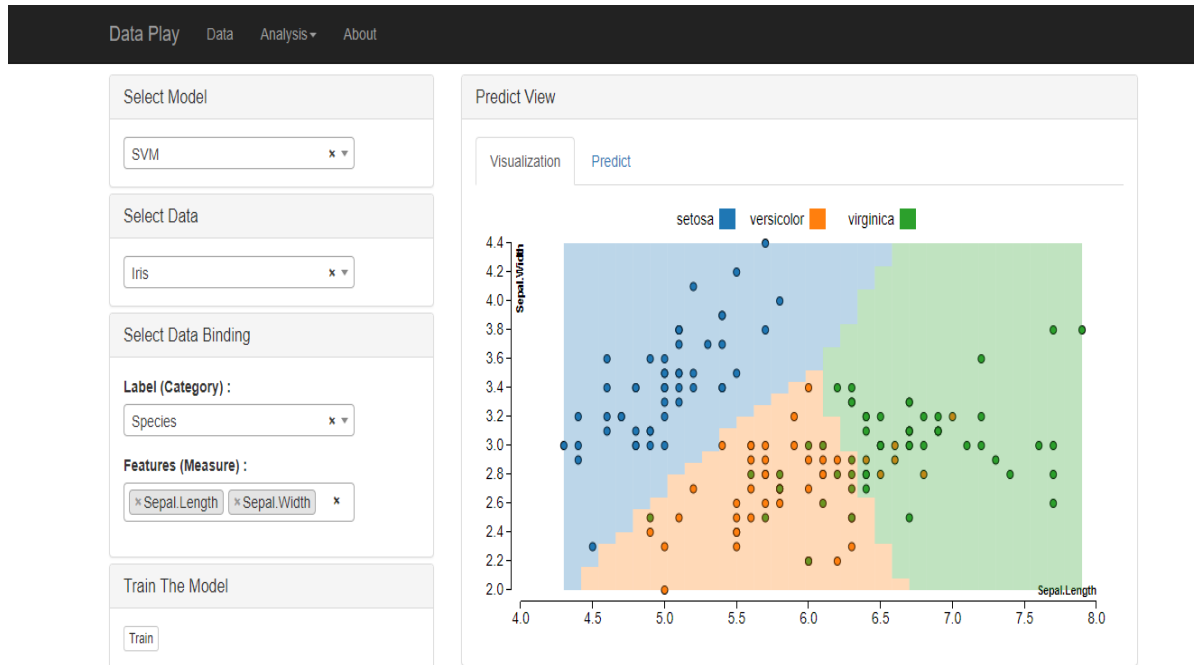 Data Play Data Analysis About
Select Model
SVM × 
Select Data
Iris ×
Select Data Binding
Label (Category) :
Species ×
Features (Measure) :
×Sepal.Length ×Sepal.Width ×
Train The Model
Train
Predict View
Visualization Predict
setosa versicolor virginica
Sepal.Width
4.4
4.2
4.0
3.8
3.6
3.4
3.2
3.0
2.8
2.6
2.4
2.2
2.0
Sepal.Length
4.0 4.5 5.0 5.5 6.0 6.5 7.0 7.5 8.0